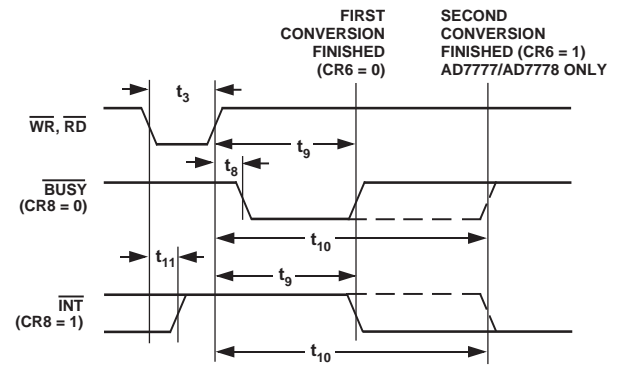 FIRST
CONVERSION
FINISHED
(CR6 = 0)
SECOND
CONVERSION
FINISHED (CR6 = 1)
AD7777/AD7778 ONLY
t3
WR, RD
t9
t8
BUSY
(CR8 = 0)
t10
t11
t9
INT
(CR8 = 1)
t10